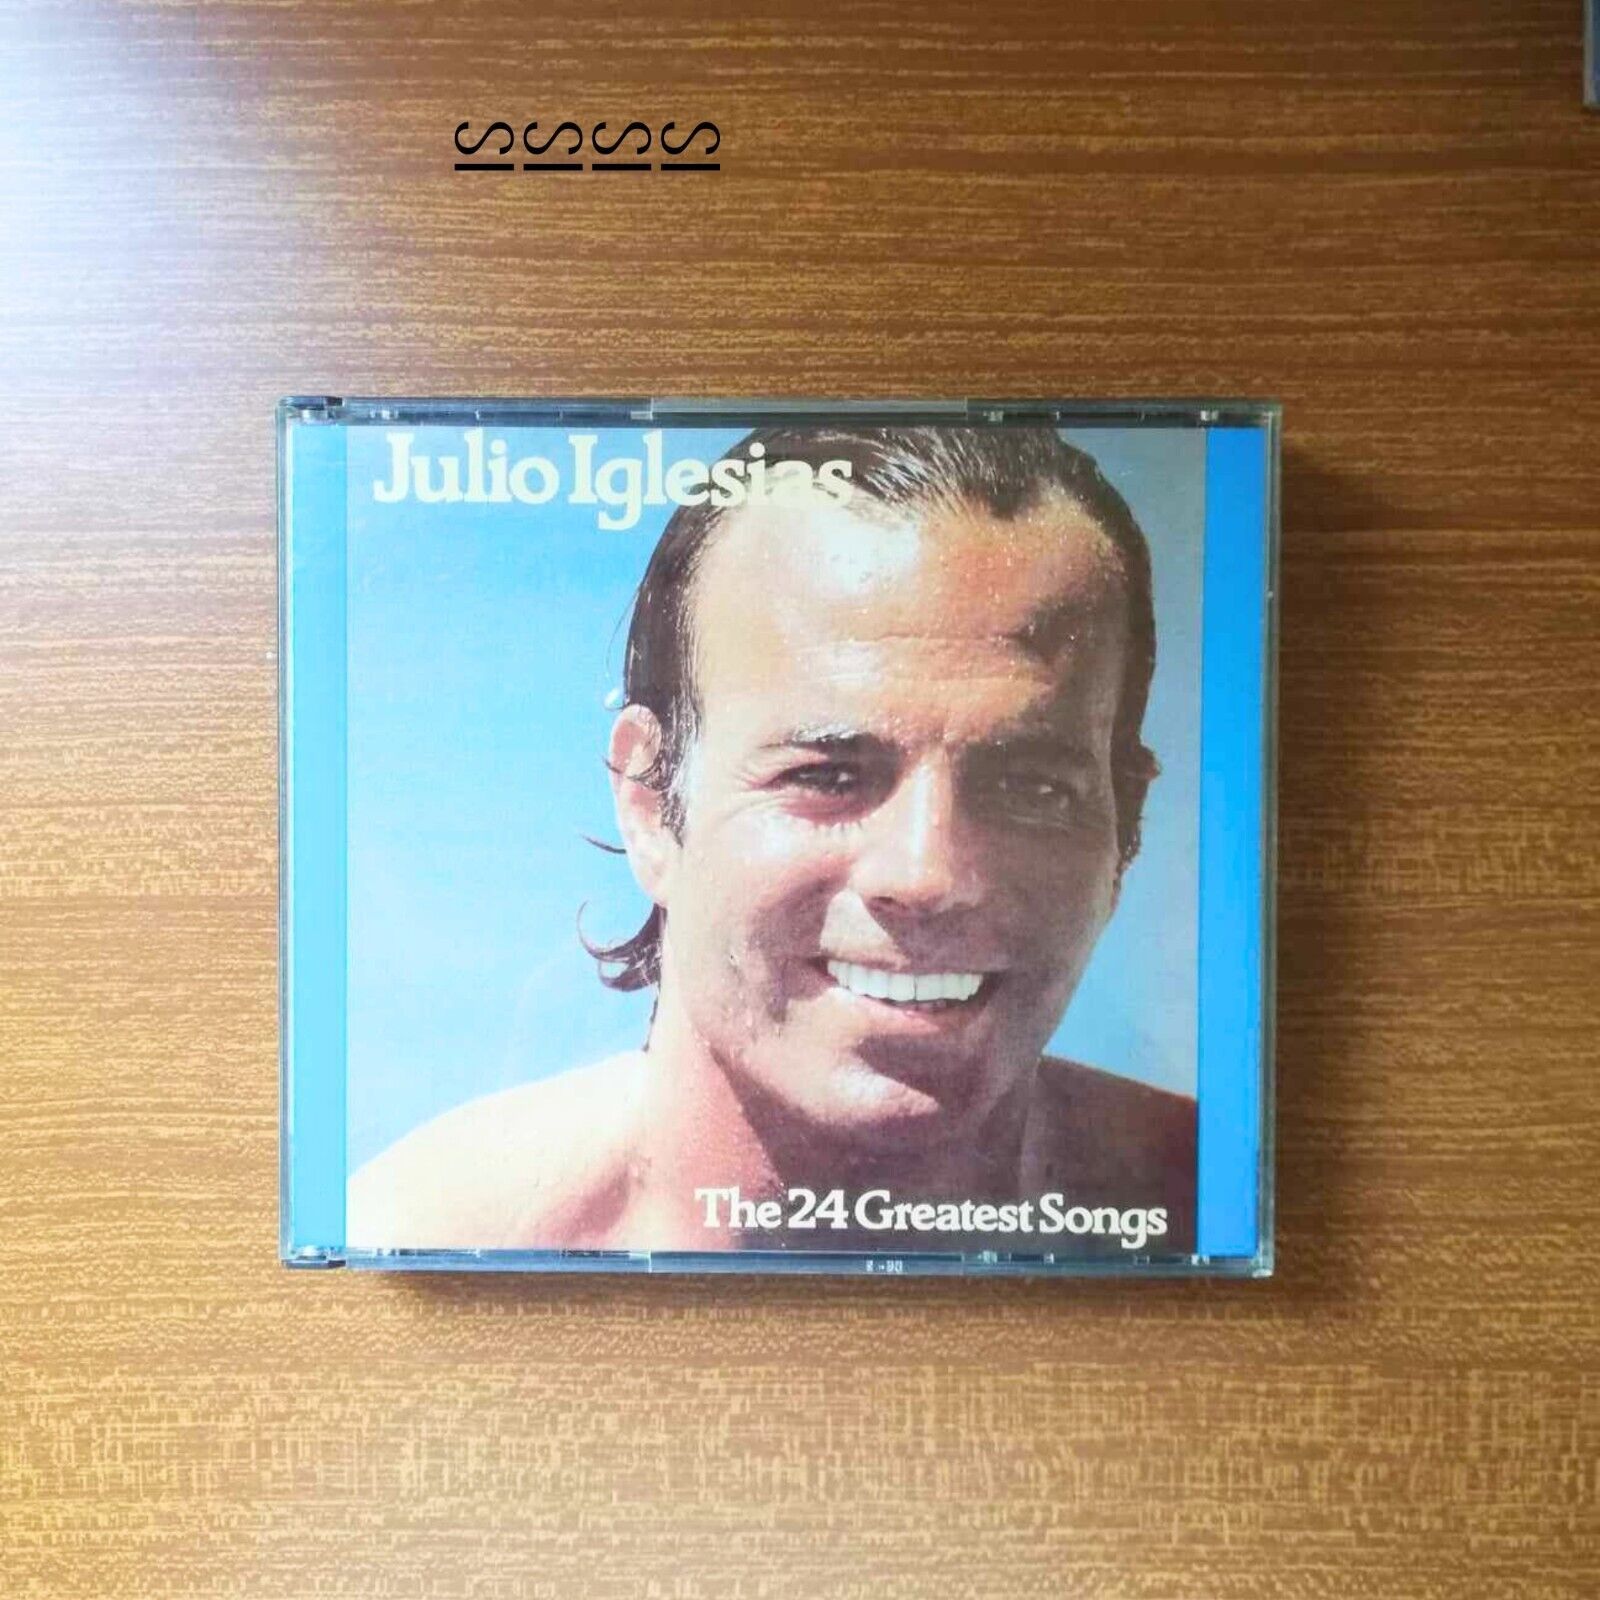 Julio Iglesias
The 24 Greatest Songs